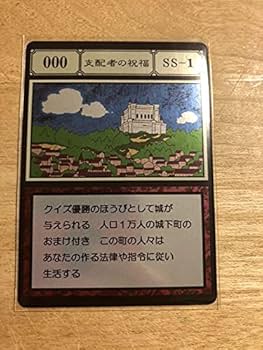 000 支配者の祝福 SS-1
クイズ優勝のほうびとして城が
与えられる 人口1万人の城下町の
おまけ付き この町の人々は
あなたの作る法律や指令に従い
生活する